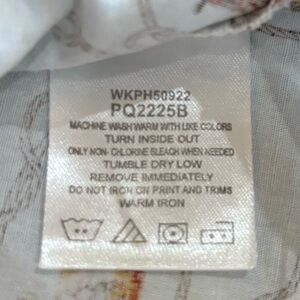 WKPH50922
PQ2225B
MACHINE WASH WARM WITH LIKE COLORS
TURN INSIDE OUT
ONLY NON-CHLORINE BLEACH WHEN NEEDED
TUMBLE DRY LOW
REMOVE IMMEDIATELY
DO NOT IRON ON PRINT AND TRIMS
WARM IRON